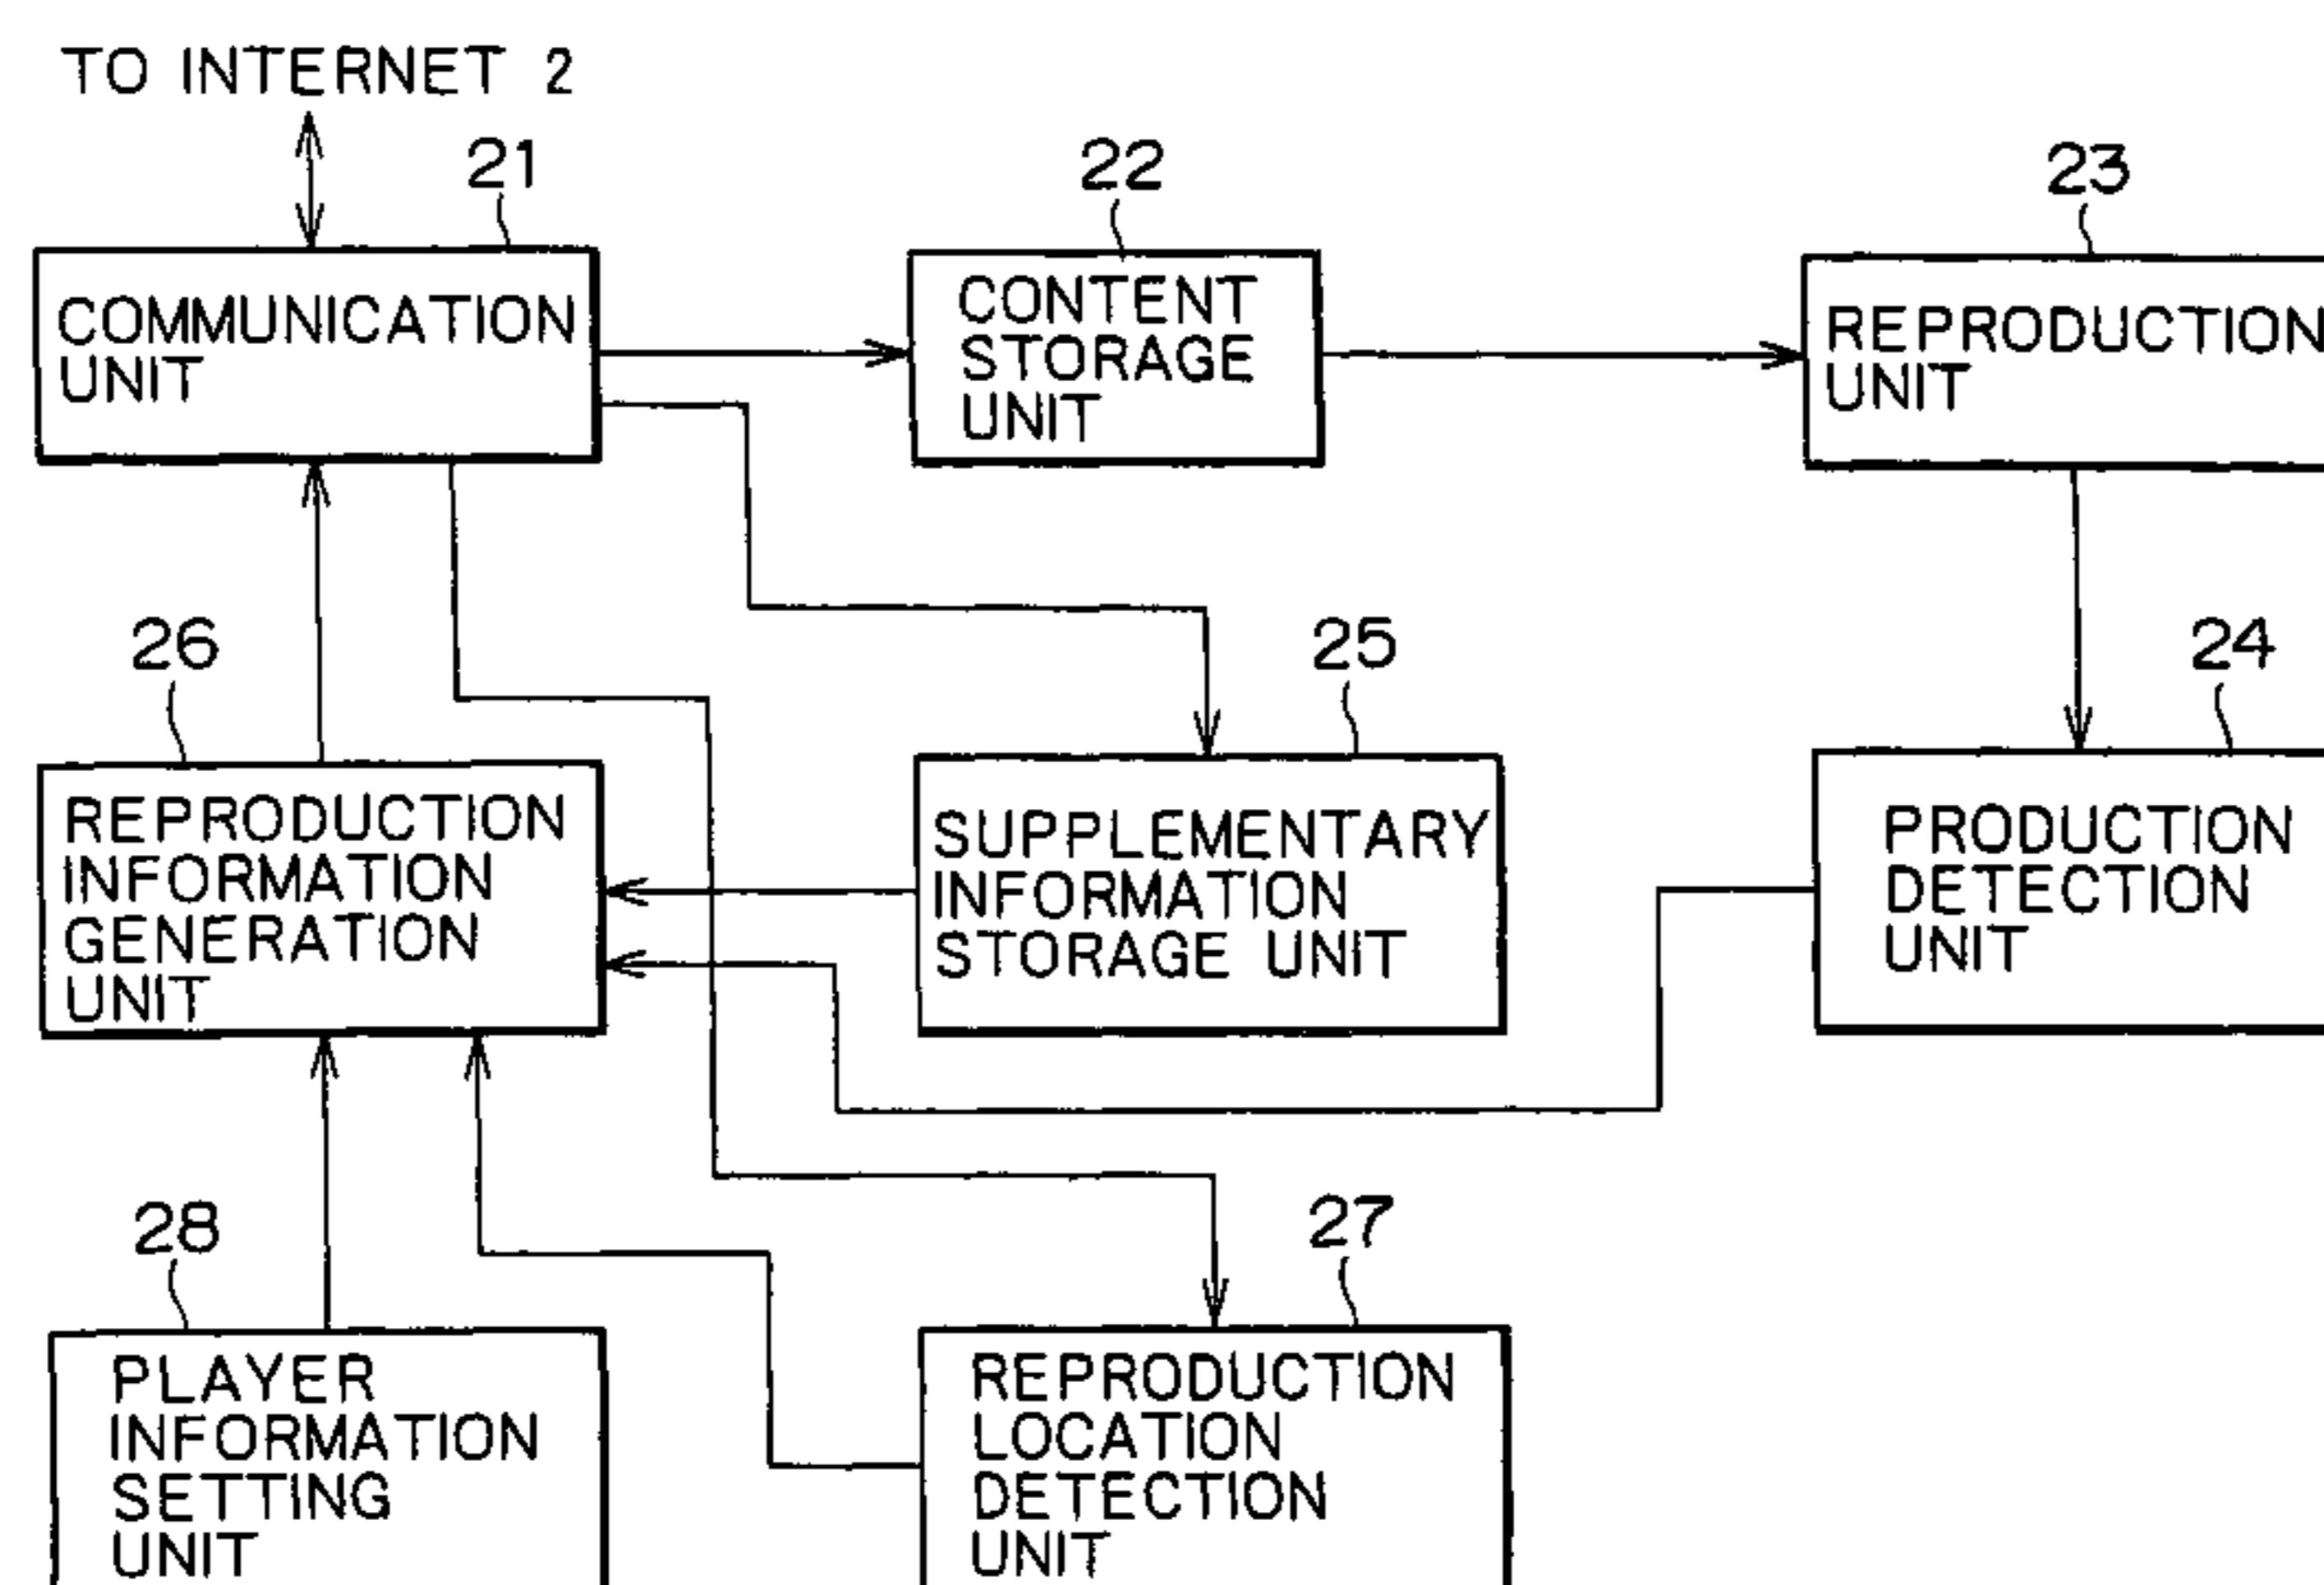 TO INTERNET 2
21
COMMUNICATION
UNIT
22
CONTENT
STORAGE
UNIT
23
REPRODUCTION
UNIT
26
REPRODUCTION
INFORMATION
GENERATION
UNIT
25
SUPPLEMENTARY
INFORMATION
STORAGE UNIT
24
PRODUCTION
DETECTION
UNIT
28
PLAYER
INFORMATION
SETTING
UNIT
27
REPRODUCTION
LOCATION
DETECTION
UNIT